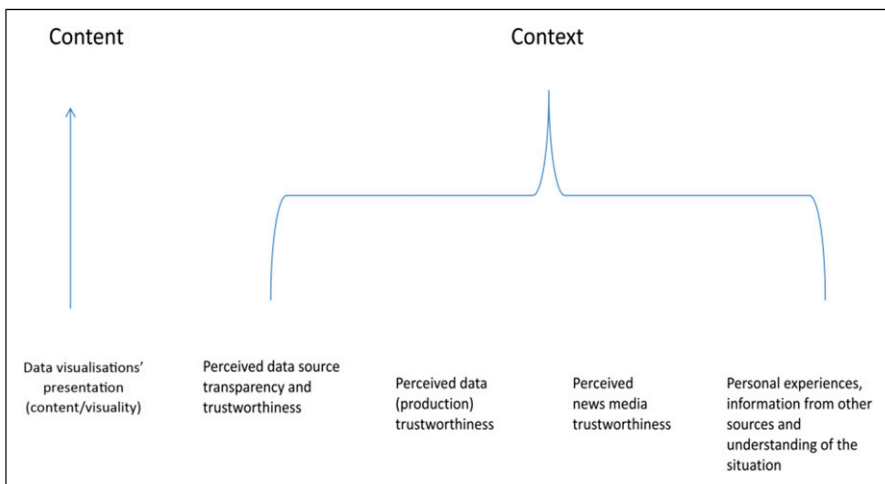 Content
Context
Data visualisations’
presentation
(content/visuality)
Perceived data source
transparency and
trustworthiness
Perceived data
(production)
trustworthiness
Perceived
news media
trustworthiness
Personal experiences,
information from other
sources and
understanding of the
situation